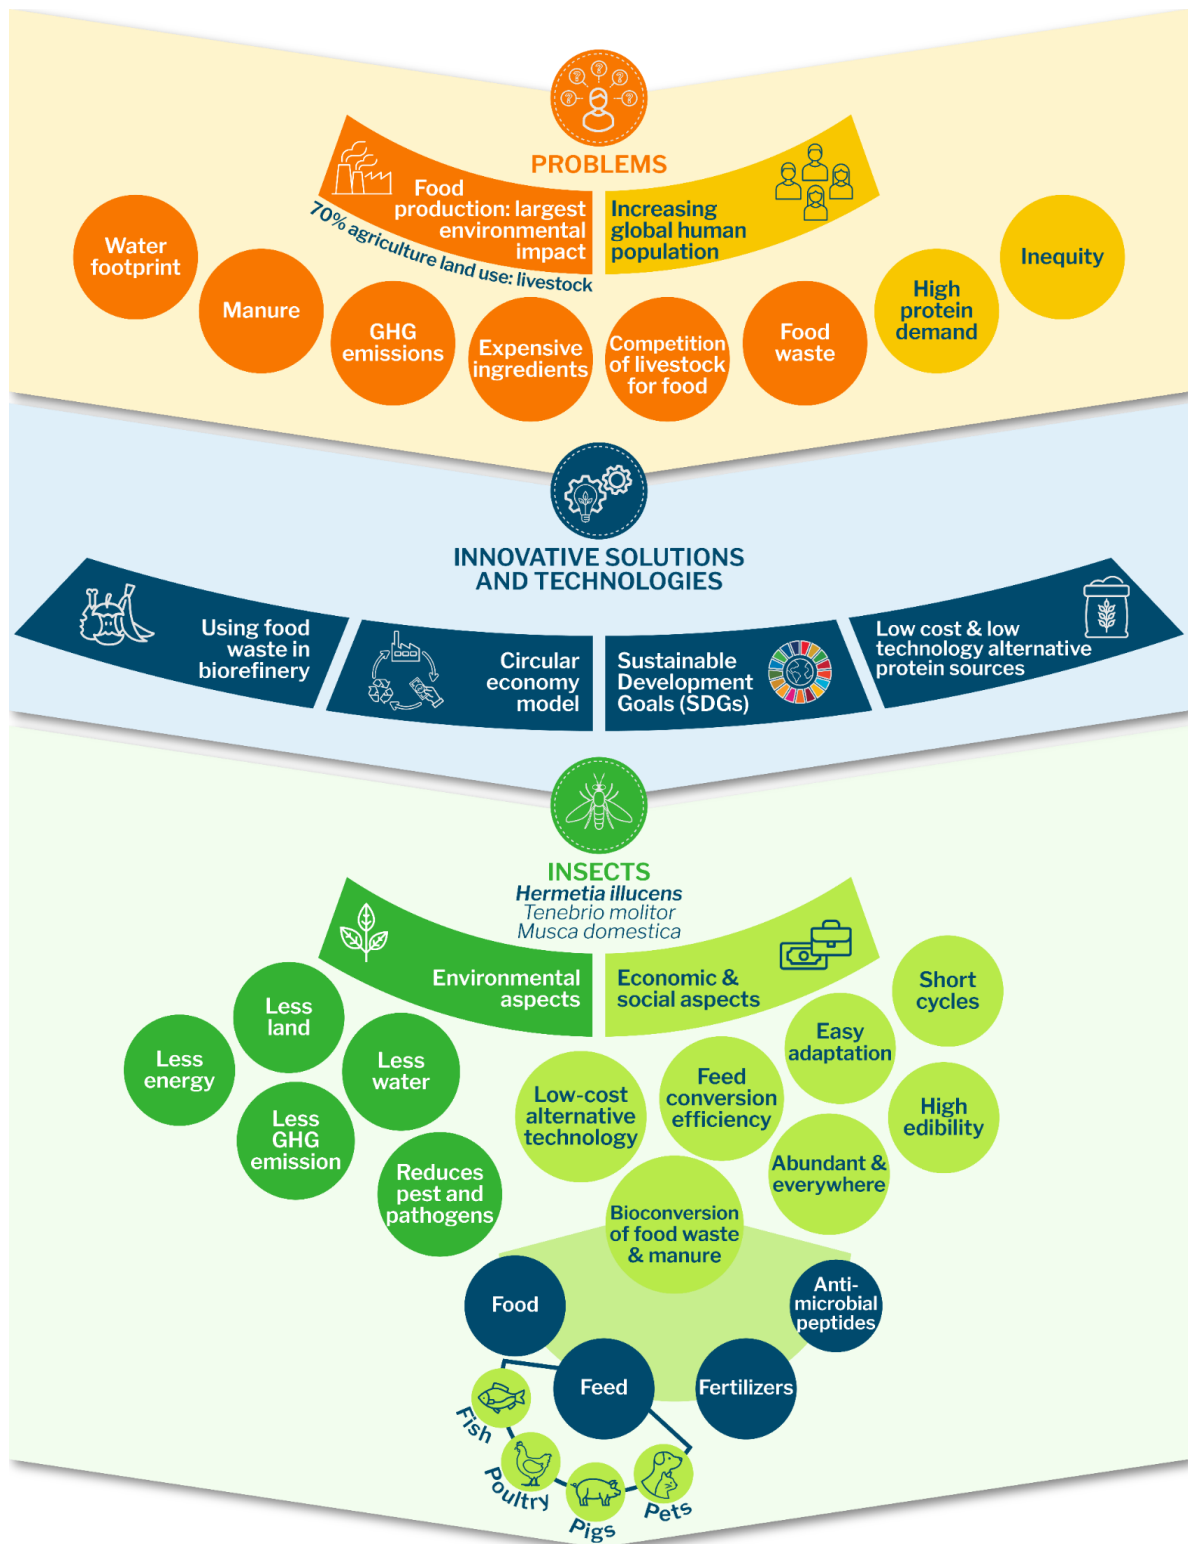 PROBLEMS
Food
production: largest
environmental
impact
70% agriculture land use: livestock
Increasing
global human
population
Water
footprint
Manure
GHG
emissions
Expensive
ingredients
Competition
of livestock
for food
Food
waste
High
protein
demand
Inequity
INNOVATIVE SOLUTIONS
AND TECHNOLOGIES
Using food
waste in
biorefinery
Circular
economy
model
Sustainable
Development
Goals (SDGs)
Low cost & low
technology alternative
protein sources
INSECTS
Hermetia illucens
Tenebrio molitor
Musca domestica
Environmental
aspects
Economic &
social aspects
Less
energy
Less
land
Less
water
Less
GHG
emission
Reduces
pest and
pathogens
Low-cost
alternative
technology
Feed
conversion
efficiency
Easy
adaptation
Short
cycles
High
edibility
Abundant &
everywhere
Bioconversion
of food waste
& manure
Food
Feed
Fertilizers
Anti-
microbial
peptides
Fish
Poultry
Pigs
Pets